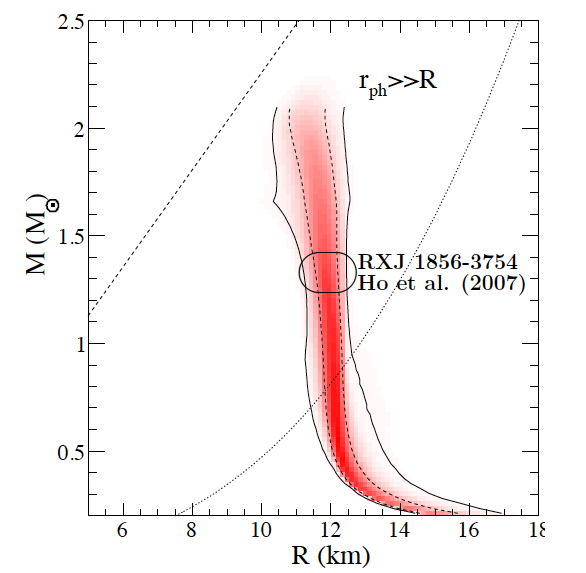 2.5
r_ph>>R
2
M (M_☉)
1.5
RXJ 1856-3754
Ho et al. (2007)
1
0.5
6 8 10 12 14 16 18
R (km)